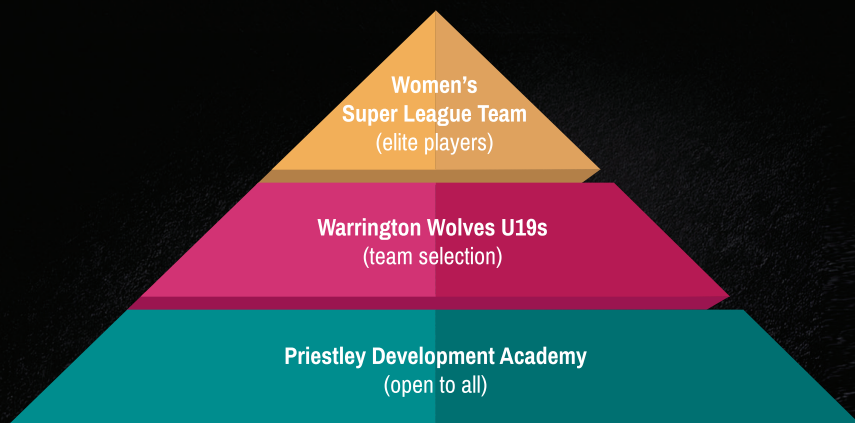 Women’s
Super League Team
(elite players)
Warrington Wolves U19s
(team selection)
Priestley Development Academy
(open to all)